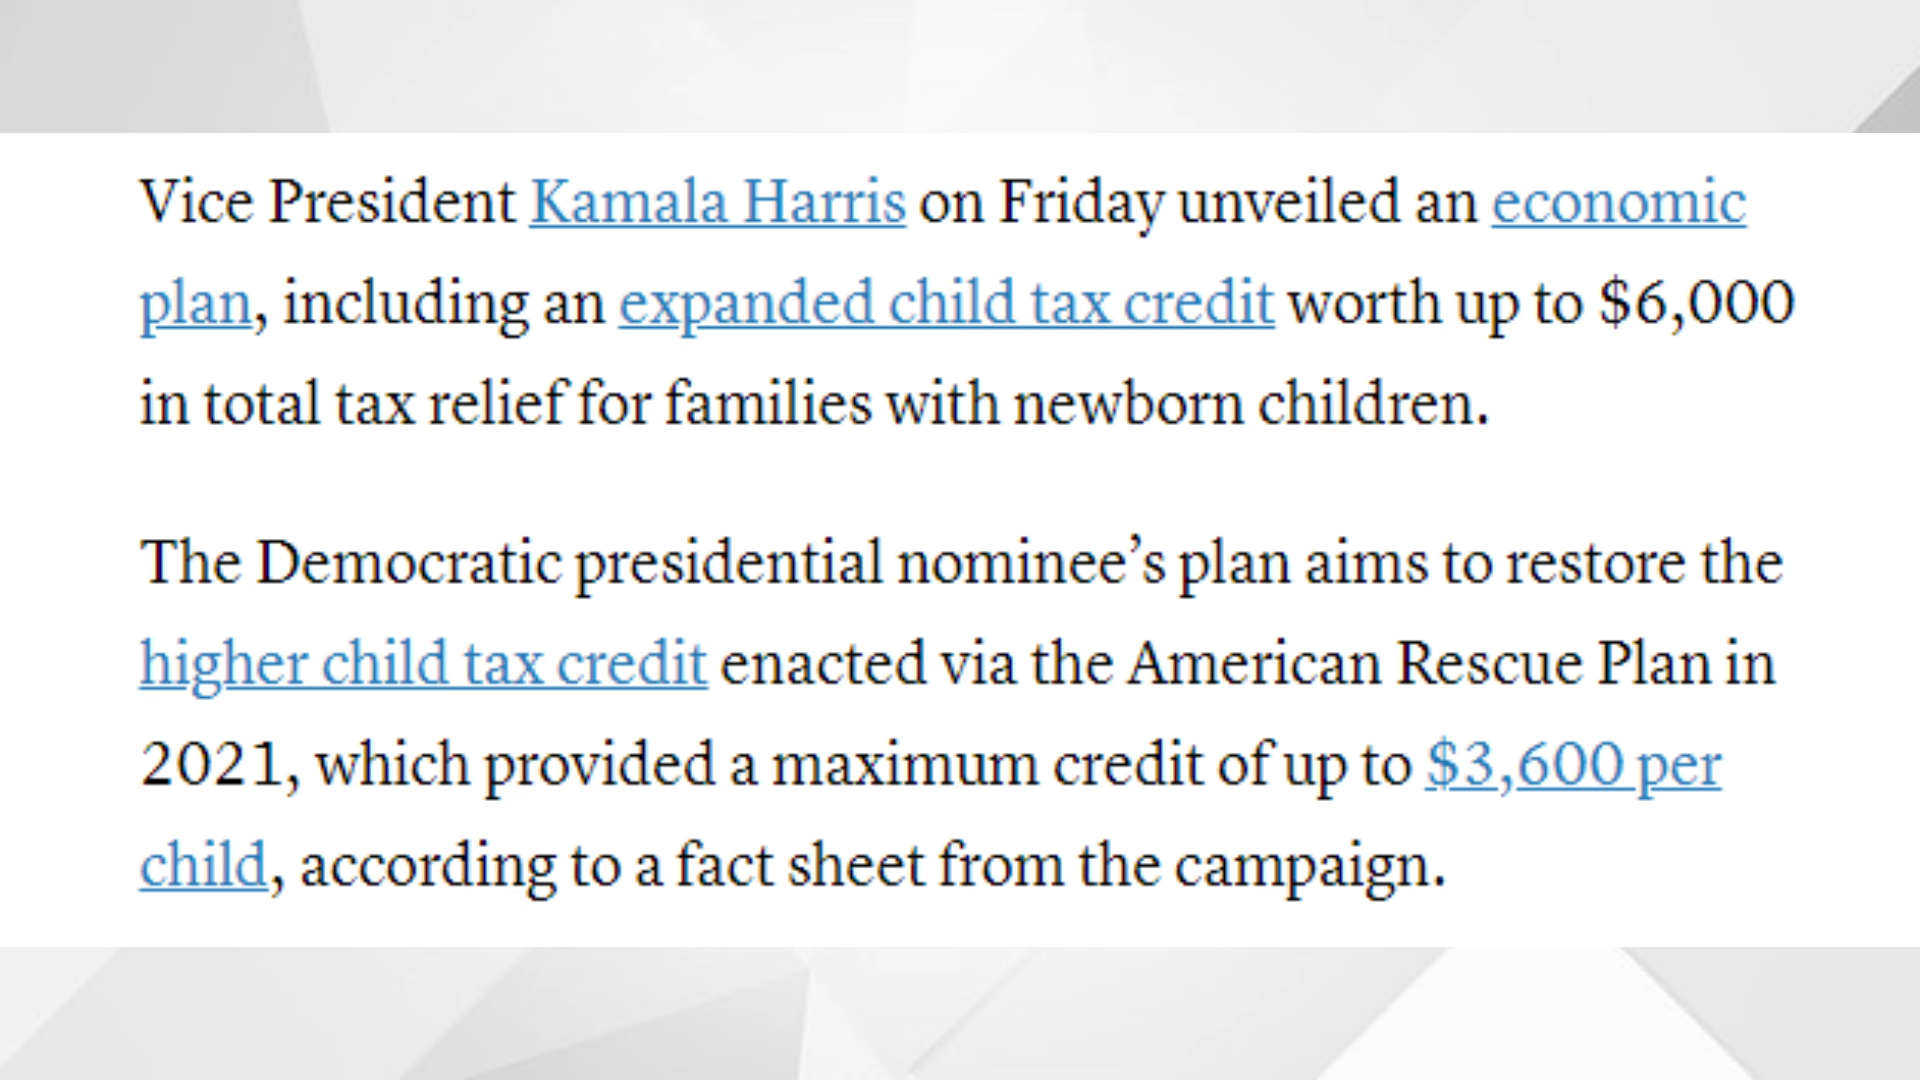 Vice President Kamala Harris on Friday unveiled an economic
plan, including an expanded child tax credit worth up to $6,000
in total tax relief for families with newborn children.
The Democratic presidential nominee’s plan aims to restore the
higher child tax credit enacted via the American Rescue Plan in
2021, which provided a maximum credit of up to $3,600 per
child, according to a fact sheet from the campaign.